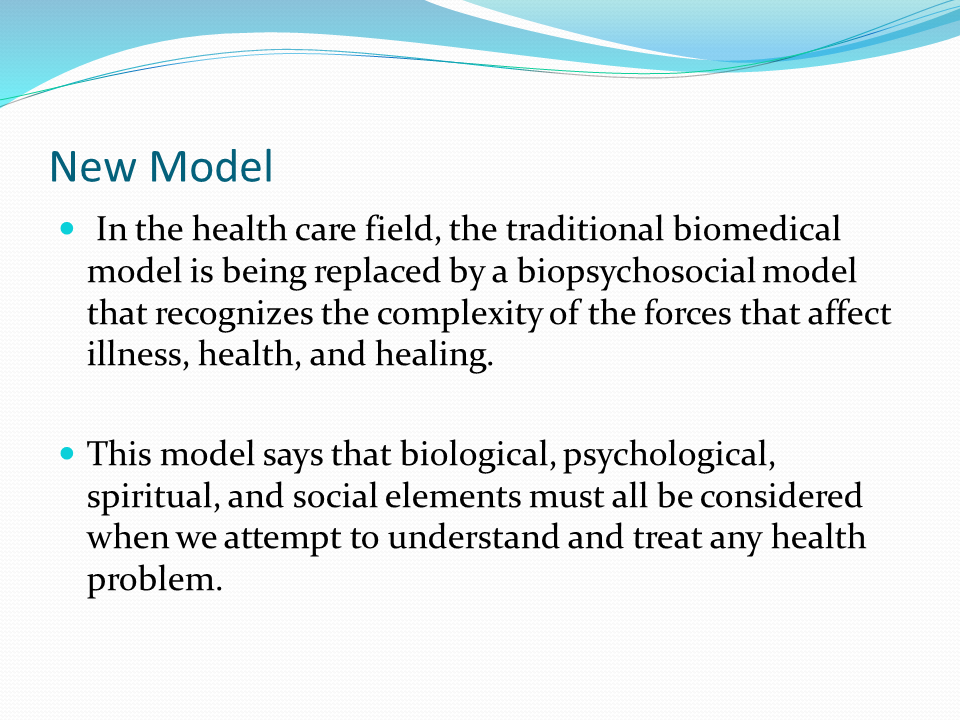 New Model
• In the health care field, the traditional biomedical
model is being replaced by a biopsychosocial model
that recognizes the complexity of the forces that affect
illness, health, and healing.
• This model says that biological, psychological,
spiritual, and social elements must all be considered
when we attempt to understand and treat any health
problem.